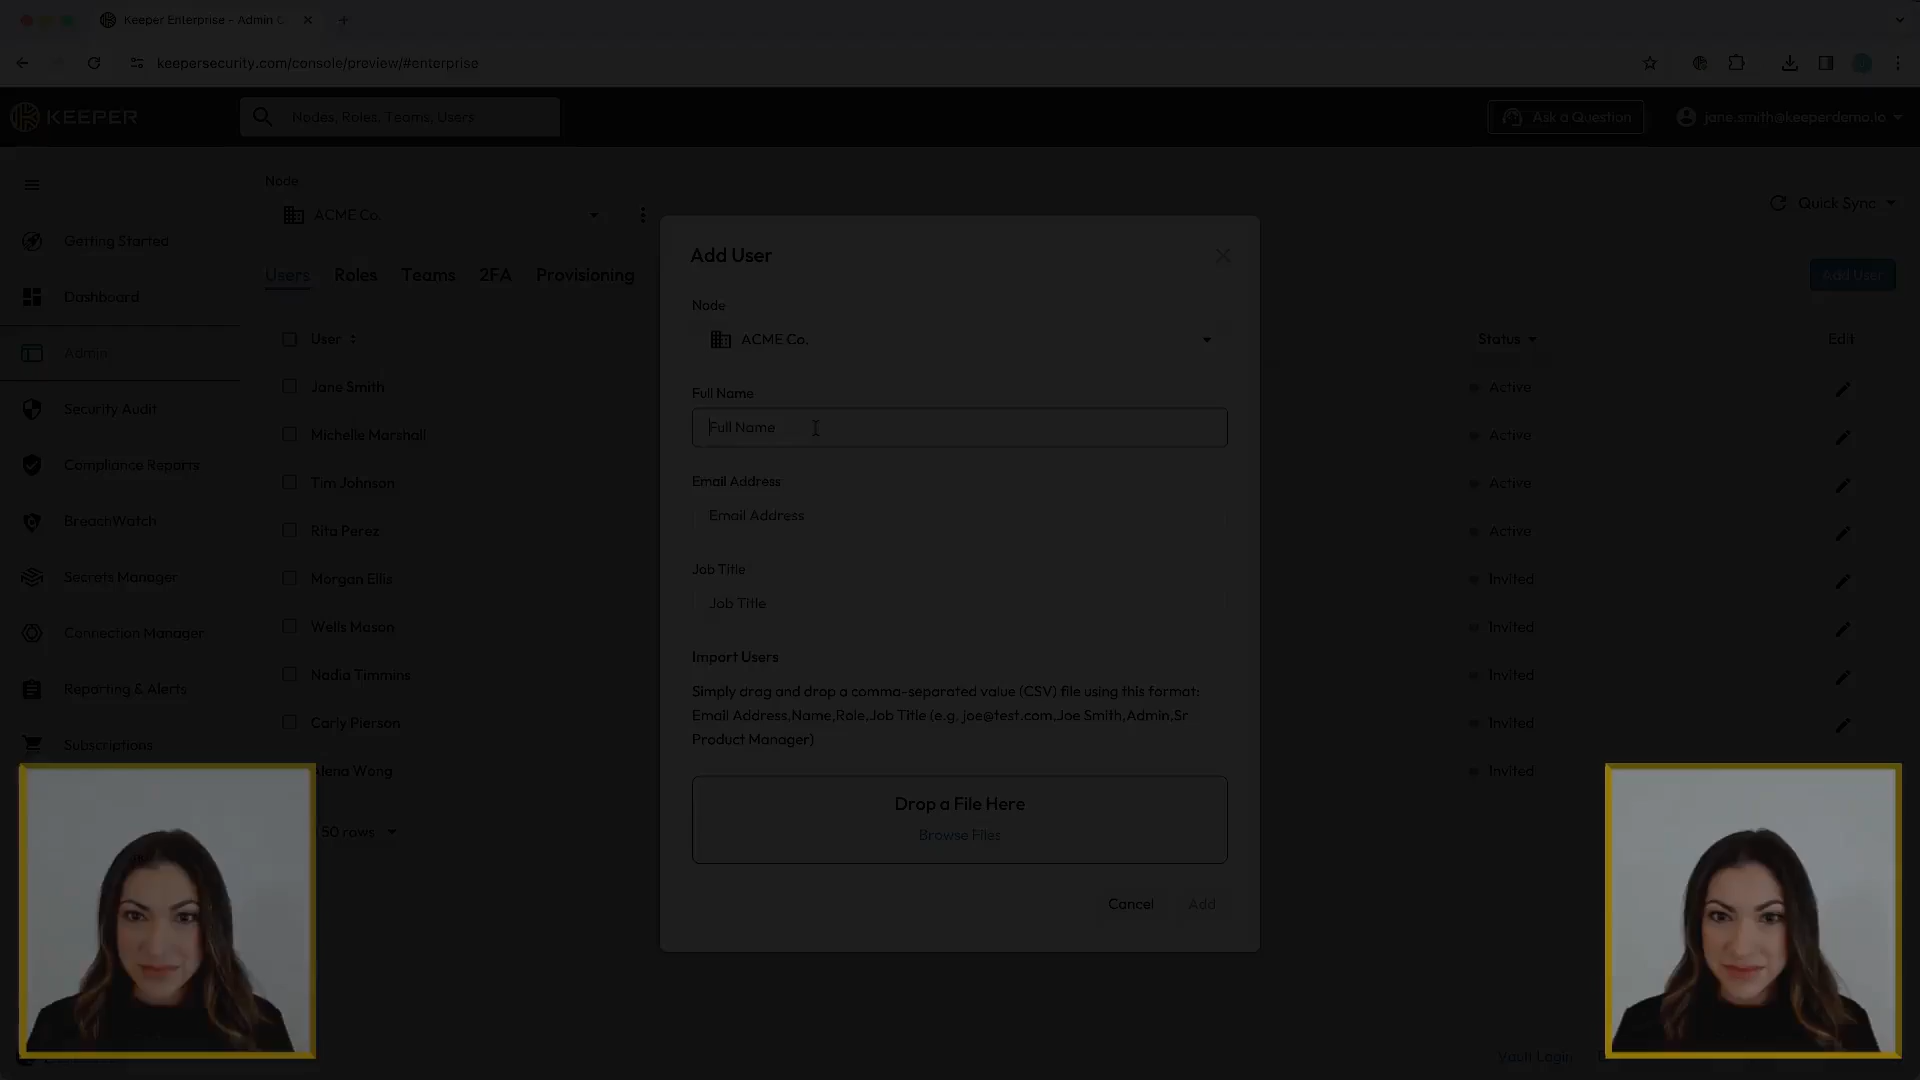 Keeper Enterprise - Admin C
keepersecurity.com/console/preview/#enterprise
KEEPER
Nodes, Roles, Teams, Users
Ask a Question
jane.smith@keeperdemo.io
Node
ACME Co.
Quick Sync
Getting Started
Dashboard
Admin
Security Audit
Compliance Reports
BreachWatch
Secrets Manager
Connection Manager
Reporting & Alerts
Subscriptions
Users Roles Teams 2FA Provisioning
Add User
User Status Edit
Jane Smith Active
Michelle Marshall Active
Tim Johnson Active
Rita Perez Active
Morgan Ellis Invited
Wells Mason Invited
Nadia Timmins Invited
Carly Pierson Invited
Alena Wong Invited
50 rows
Add User
Node
ACME Co.
Full Name
Full Name
Email Address
Email Address
Job Title
Job Title
Import Users
Simply drag and drop a comma-separated value (CSV) file using this format:
Email Address,Name,Role,Job Title (e.g. joe@test.com,Joe Smith,Admin,Sr
Product Manager)
Drop a File Here
Browse Files
Cancel Add
Vault Login